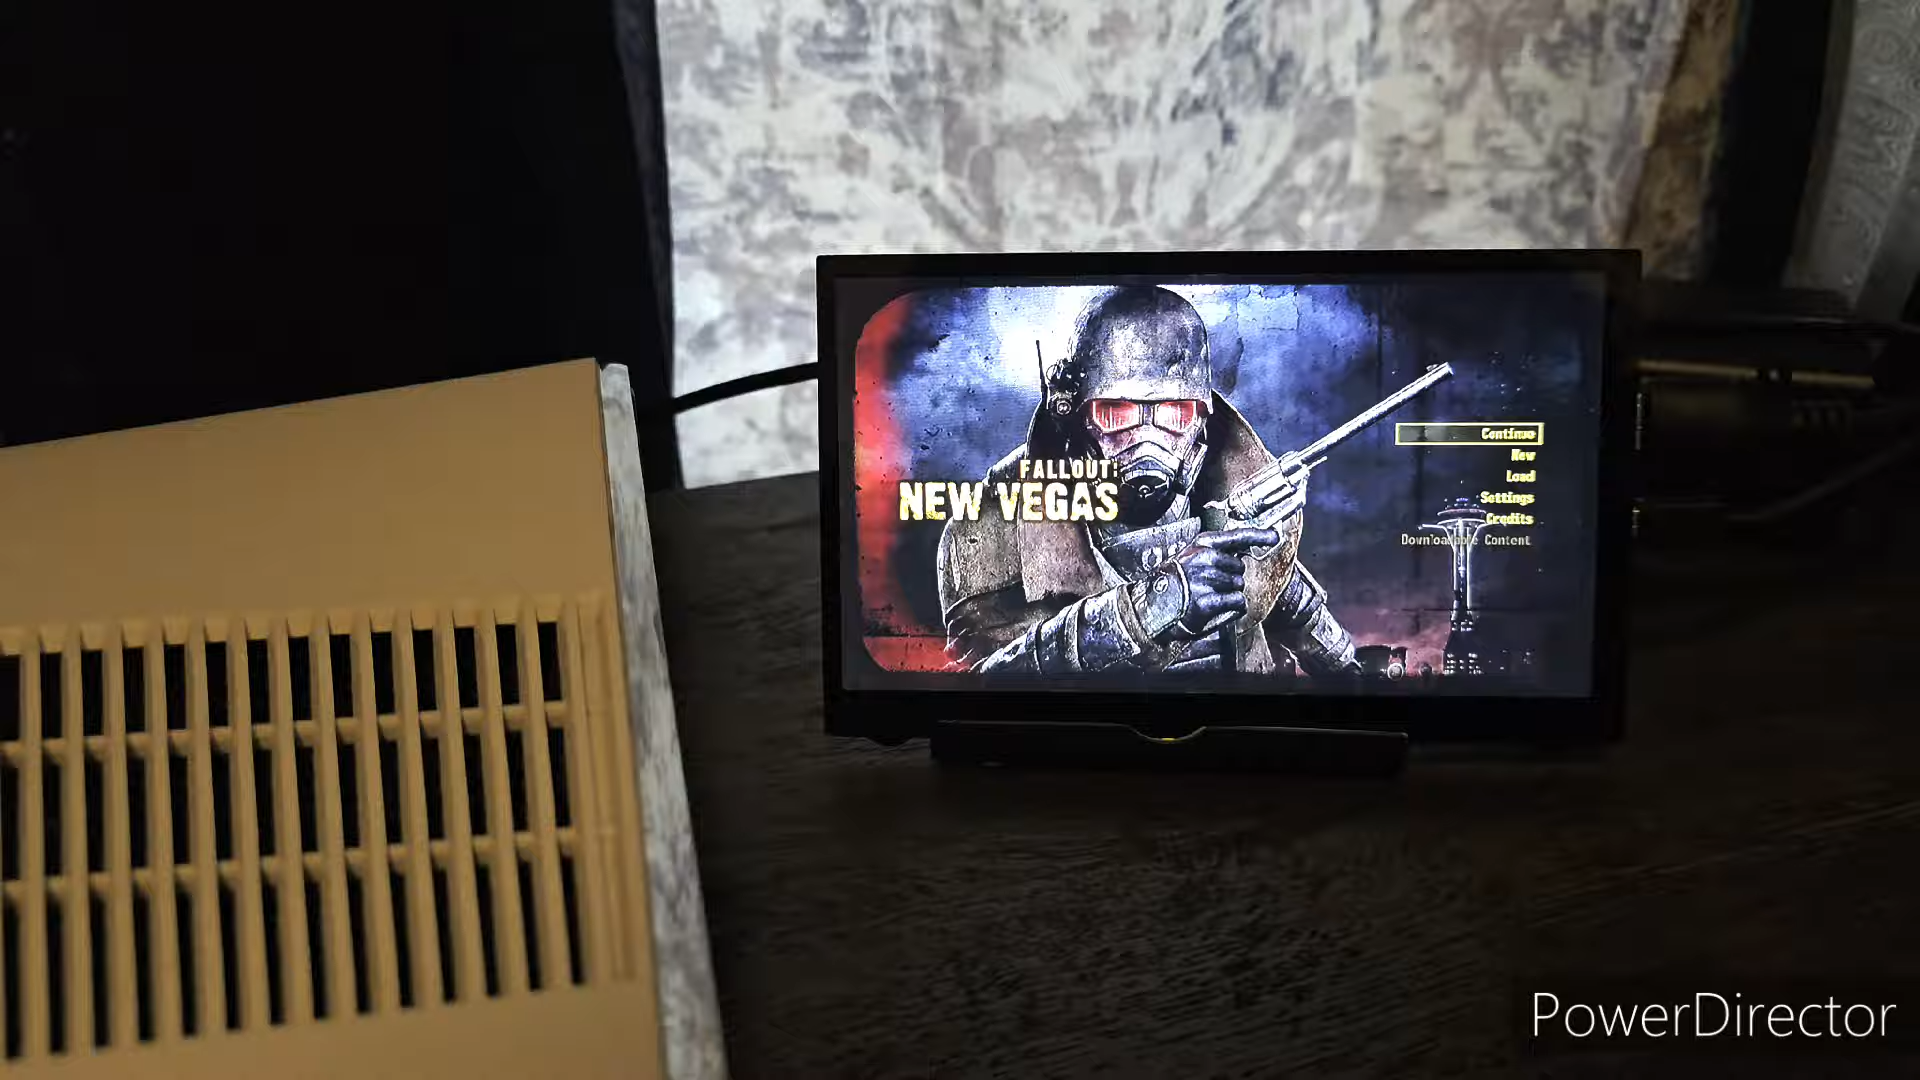 FALLOUT:
NEW VEGAS
Continue
New
Load
Settings
Credits
Downloadable Content
PowerDirector